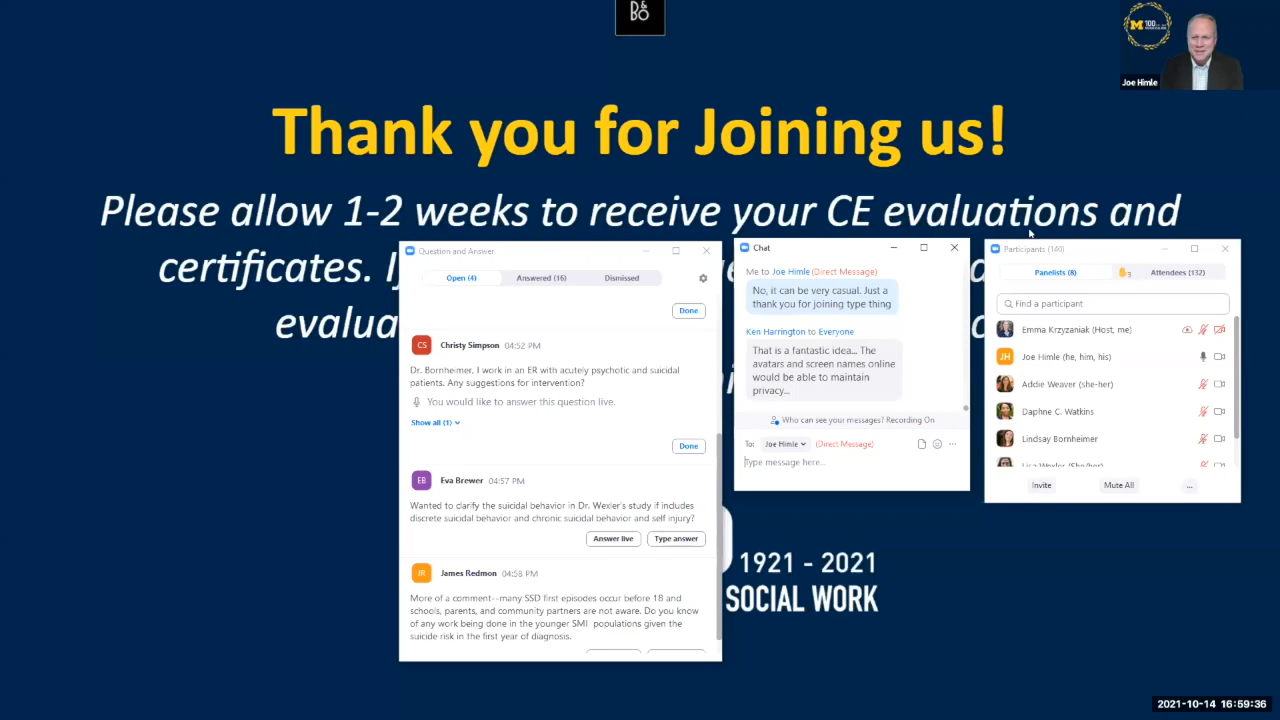 B&
BO
M 100
Joe Himle
Thank you for Joining us!
Please allow 1-2 weeks to receive your CE evaluations and
certificates. I
evalua
Question and Answer
Open (4) Answered (16) Dismissed
Done
CS Christy Simpson 04:52 PM
Dr. Bornheimer, I work in an ER with acutely psychotic and suicidal
patients. Any suggestions for intervention?
You would like to answer this question live.
Show all (1)
Done
EB Eva Brewer 04:57 PM
Wanted to clarify the suicidal behavior in Dr. Wexler's study if includes
discrete suicidal behavior and chronic suicidal behavior and self injury?
Answer live Type answer
JR James Redmon 04:58 PM
More of a comment--many SSD first episodes occur before 18 and
schools, parents, and community partners are not aware. Do you know
of any work being done in the younger SMI populations given the
suicide risk in the first year of diagnosis.
Chat
Me to Joe Himle (Direct Message)
No, it can be very casual. Just a
thank you for joining type thing
Ken Harrington to Everyone
That is a fantastic idea... The
avatars and screen names online
would be able to maintain
privacy...
Who can see your messages? Recording On
To: Joe Himle (Direct Message)
Type message here...
Participants (140)
Panelists (8) 3 Attendees (132)
Find a participant
Emma Krzyzaniak (Host, me)
JH Joe Himle (he, him, his)
Addie Weaver (she-her)
Daphne C. Watkins
Lindsay Bornheimer
Lisa Wexler (She/her)
Invite Mute All ...
1921 - 2021
SOCIAL WORK
2021-10-14 16:59:36